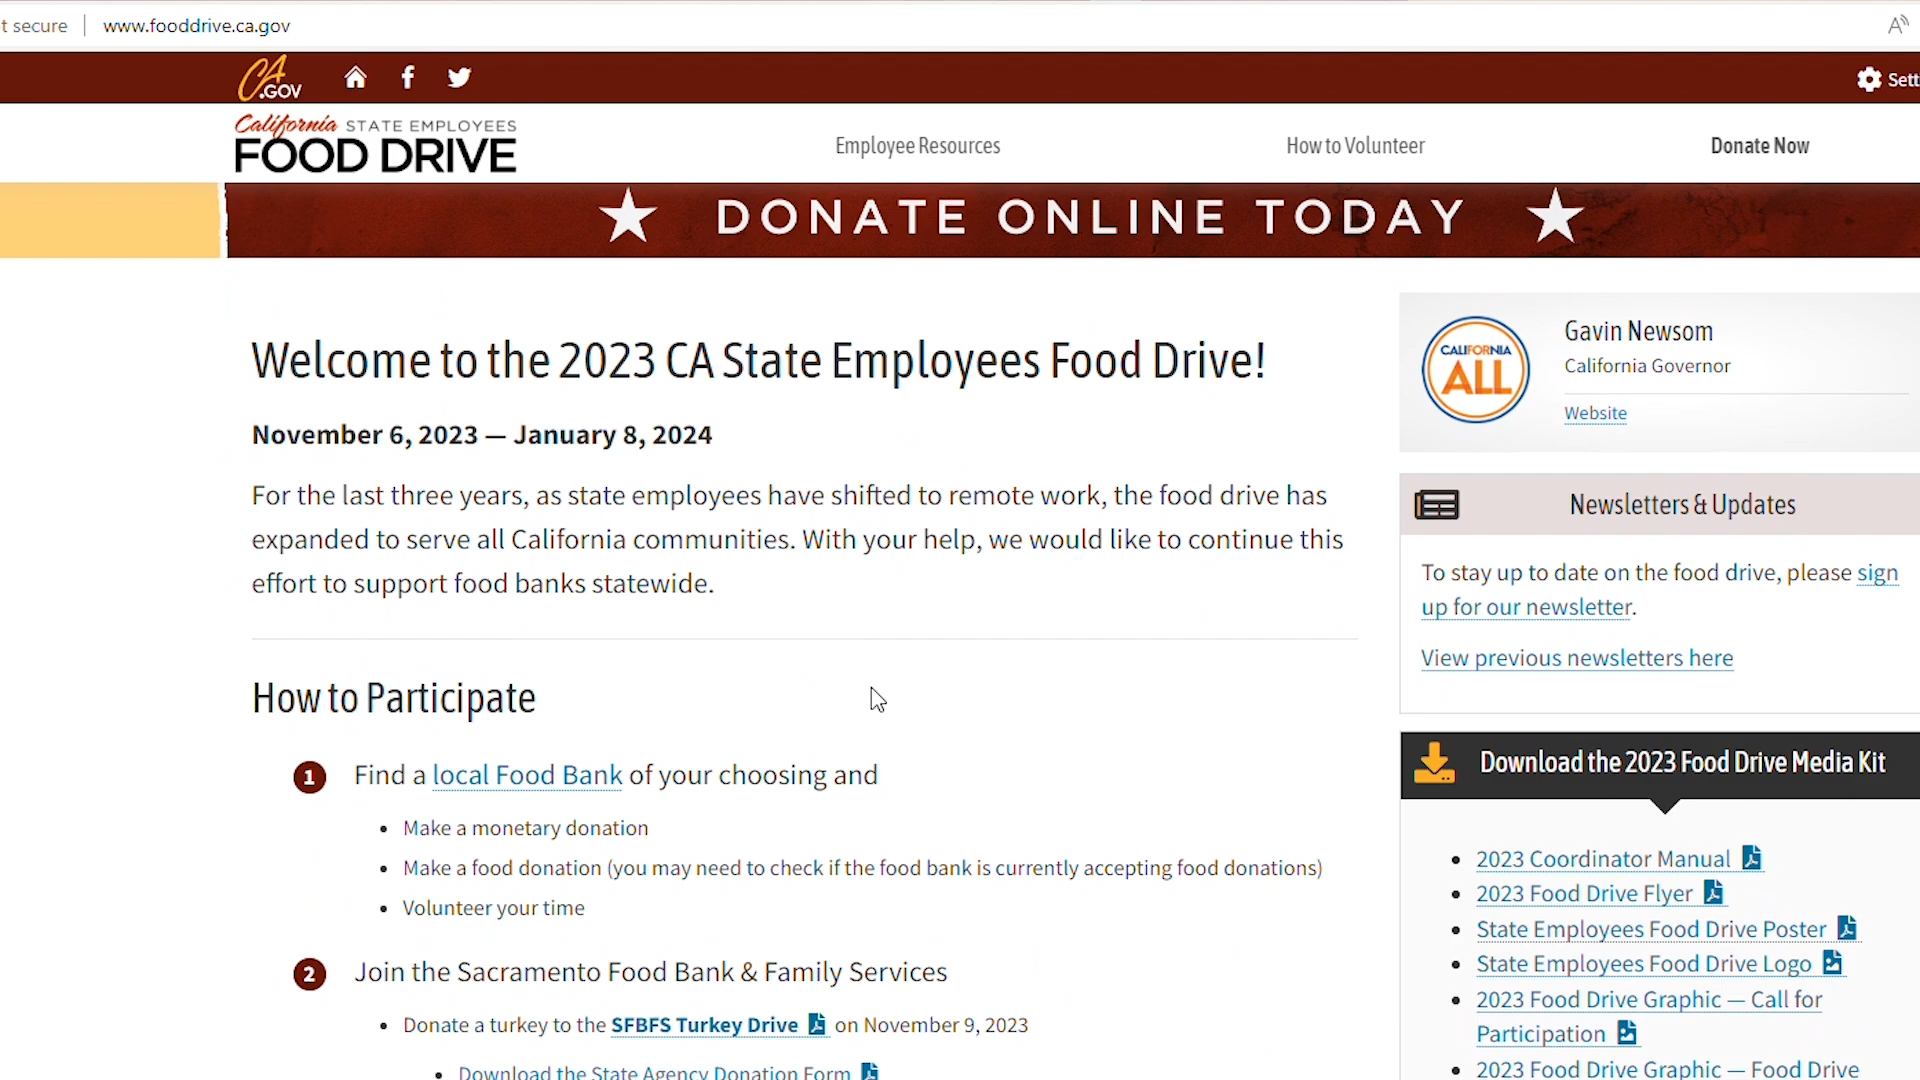 t secure www.fooddrive.ca.gov
CA.GOV
Sett
California STATE EMPLOYEES
FOOD DRIVE
Employee Resources
How to Volunteer
Donate Now
DONATE ONLINE TODAY
Welcome to the 2023 CA State Employees Food Drive!
November 6, 2023 — January 8, 2024
For the last three years, as state employees have shifted to remote work, the food drive has
expanded to serve all California communities. With your help, we would like to continue this
effort to support food banks statewide.
How to Participate
1 Find a local Food Bank of your choosing and
• Make a monetary donation
• Make a food donation (you may need to check if the food bank is currently accepting food donations)
• Volunteer your time
2 Join the Sacramento Food Bank & Family Services
• Donate a turkey to the SFBFS Turkey Drive on November 9, 2023
• Download the State Agency Donation Form
CALIFORNIA
ALL
Gavin Newsom
California Governor
Website
Newsletters & Updates
To stay up to date on the food drive, please sign
up for our newsletter.
View previous newsletters here
Download the 2023 Food Drive Media Kit
• 2023 Coordinator Manual
• 2023 Food Drive Flyer
• State Employees Food Drive Poster
• State Employees Food Drive Logo
• 2023 Food Drive Graphic — Call for
Participation
• 2023 Food Drive Graphic — Food Drive